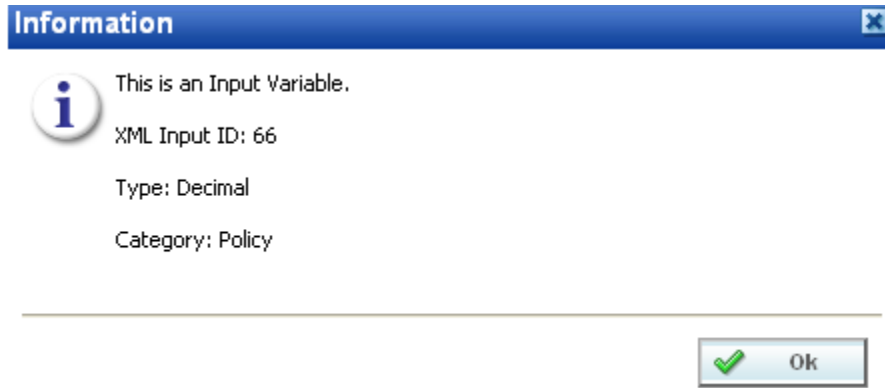 Information
This is an Input Variable.
XML Input ID: 66
Type: Decimal
Category: Policy
Ok